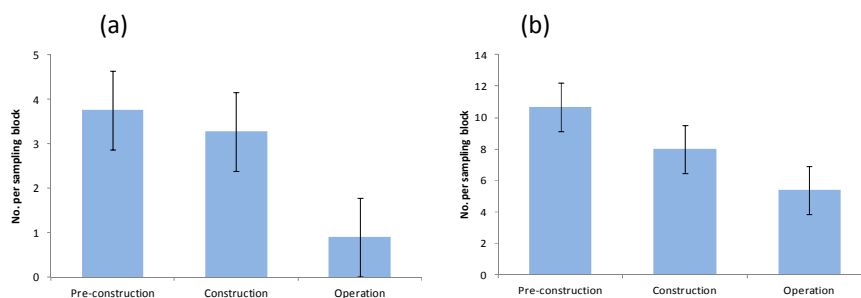 (a)
No. per sampling block
5
4
3
2
1
0
Pre-construction Construction Operation
(b)
No. per sampling block
14
12
10
8
6
4
2
0
Pre-construction Construction Operation